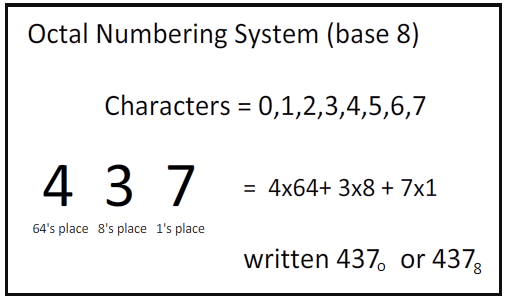 Octal Numbering System (base 8)
Characters = 0,1,2,3,4,5,6,7
4 3 7 = 4x64+ 3x8 + 7x1
64's place 8's place 1's place
written 437o or 4378